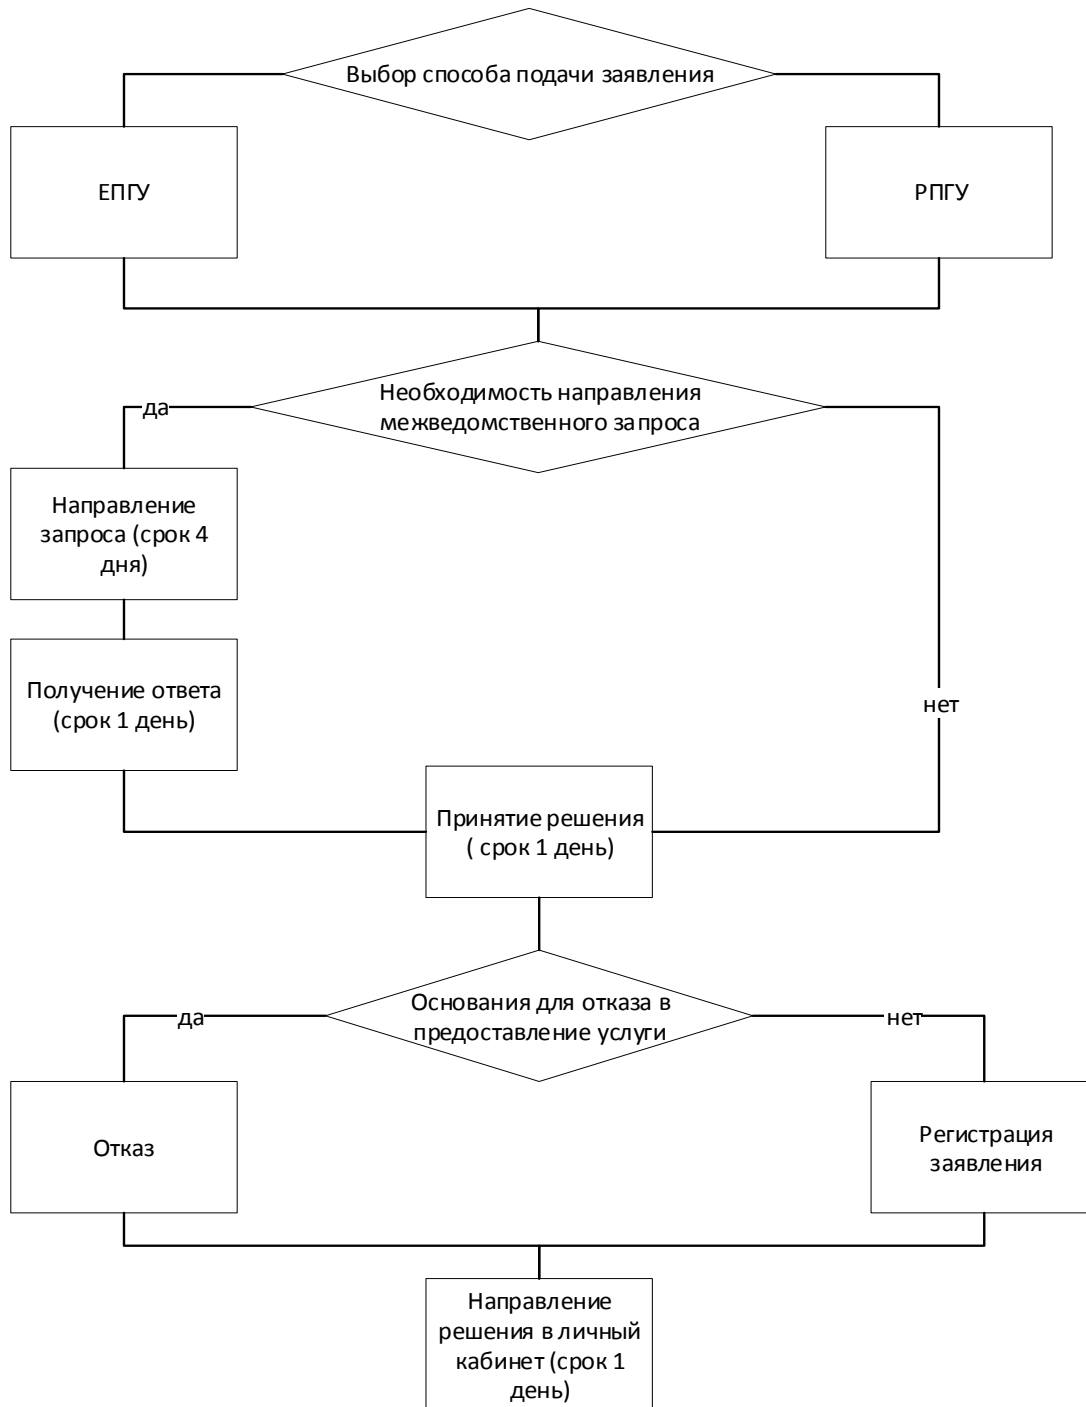 Выбор способа подачи заявления
ЕПГУ
РПГУ
Необходимость направления
межведомственного запроса
да
Направление
запроса (срок 4
дня)
Получение ответа
(срок 1 день)
нет
Принятие решения
( срок 1 день)
Основания для отказа в
предоставление услуги
да
нет
Отказ
Регистрация
заявления
Направление
решения в личный
кабинет (срок 1
день)